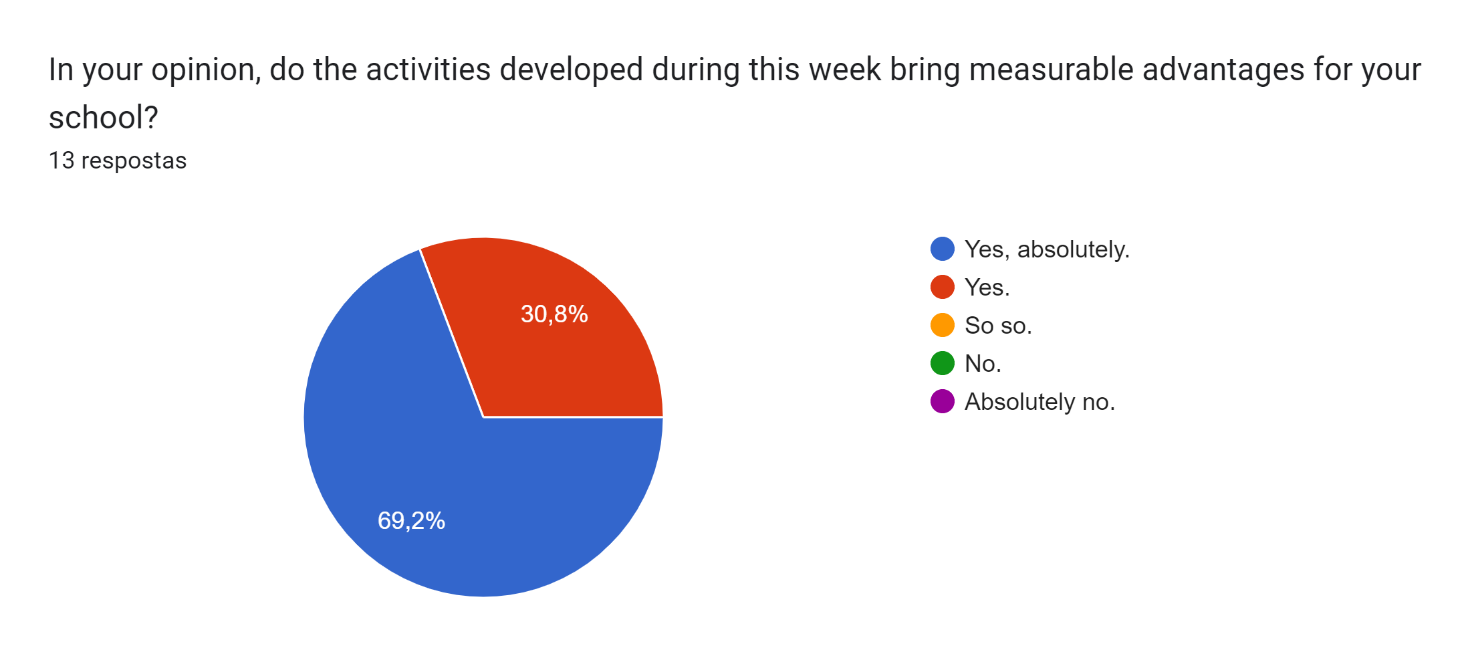 In your opinion, do the activities developed during this week bring measurable advantages for your
school?
13 respostas
30,8%
69,2%
Yes, absolutely.
Yes.
So so.
No.
Absolutely no.